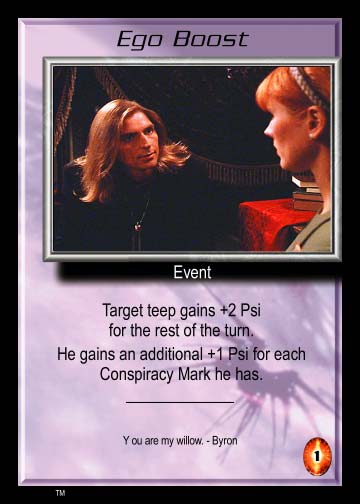 Ego Boost
Event
Target teep gains +2 Psi
for the rest of the turn.
He gains an additional +1 Psi for each
Conspiracy Mark he has.
You are my willow. - Byron
1
TM